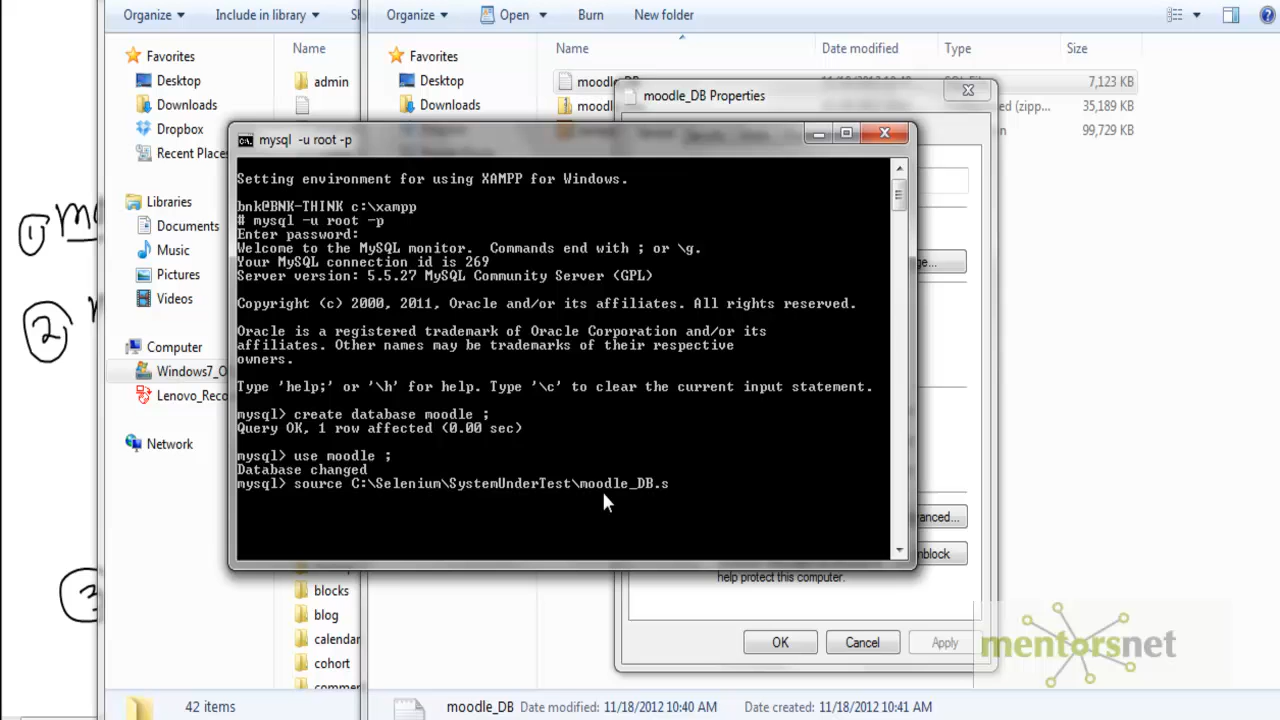 Organize
Include in library
Organize
Open
Burn
New folder
Favorites
Name
Favorites
Name
Date modified
Type
Size
Desktop
admin
Desktop
7,123 KB
Downloads
Downloads
moodle_DB Properties
35,189 KB
Dropbox
99,729 KB
Recent Places
mysql -u root -p
Setting environment for using XAMPP for Windows.
Libraries
bnk@BNK-THINK c:\xampp
# mysql -u root -p
Documents
Enter password:
Welcome to the MySQL monitor.  Commands end with ; or \g.
Music
Your MySQL connection id is 269
Pictures
Server version: 5.5.27 MySQL Community Server (GPL)
Videos
Copyright (c) 2000, 2011, Oracle and/or its affiliates. All rights reserved.
Oracle is a registered trademark of Oracle Corporation and/or its
Computer
affiliates. Other names may be trademarks of their respective
owners.
Windows7_O
Type 'help;' or '\h' for help. Type '\c' to clear the current input statement.
Lenovo_Reco
mysql> create database moodle ;
Query OK, 1 row affected (0.00 sec)
Network
mysql> use moodle ;
Database changed
mysql> source C:\Selenium\SystemUnderTest\moodle_DB.s
help protect this computer.
blocks
blog
calendar
OK
Cancel
Apply
mentorsnet
cohort
42 items
moodle_DB
Date modified: 11/18/2012 10:40 AM
Date created: 11/18/2012 10:41 AM
1
2
3